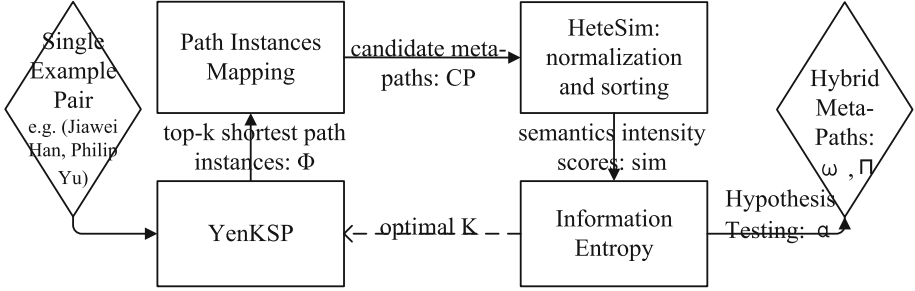 Single
Example
Pair
e.g. (Jiawei
Han, Philip
Yu)
Path Instances
Mapping
candidate meta-
paths: CP
HeteSim:
normalization
and sorting
Hybrid
Meta-
Paths:
ω , Π
top-k shortest path
instances: Φ
semantics intensity
scores: sim
YenKSP
optimal K
Information
Entropy
Hypothesis
Testing: α